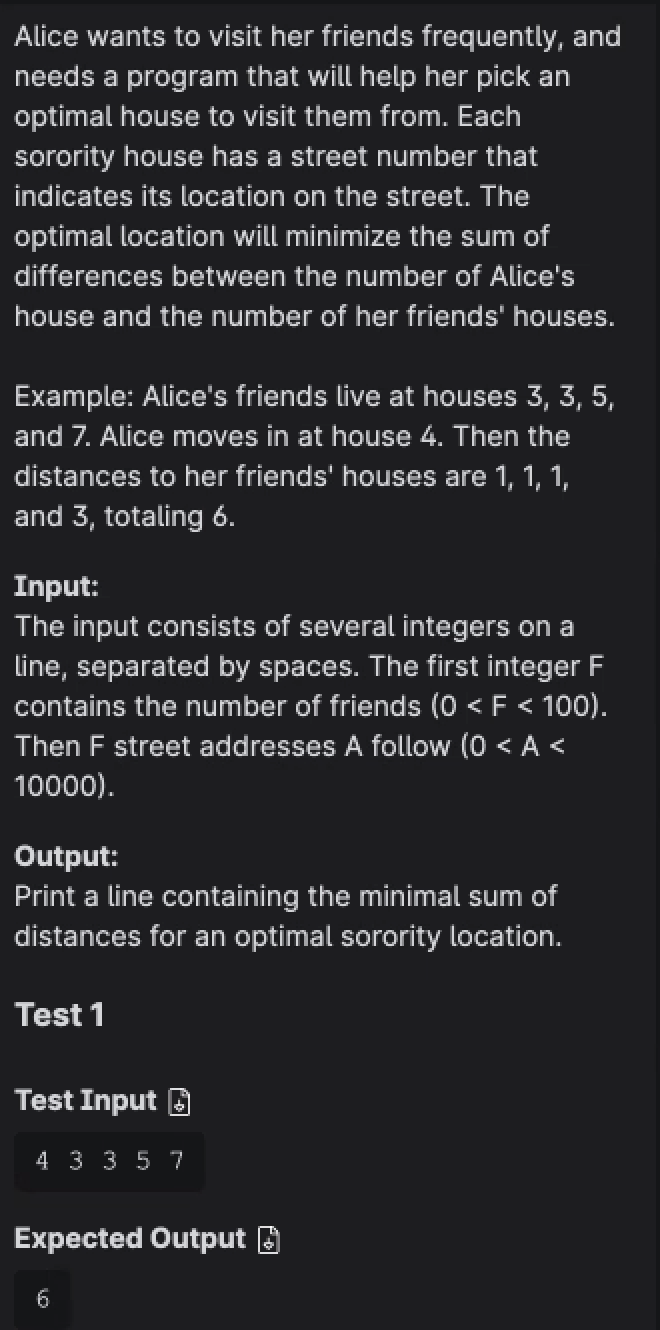 Alice wants to visit her friends frequently, and
needs a program that will help her pick an
optimal house to visit them from. Each
sorority house has a street number that
indicates its location on the street. The
optimal location will minimize the sum of
differences between the number of Alice's
house and the number of her friends' houses.
Example: Alice's friends live at houses 3, 3, 5,
and 7. Alice moves in at house 4. Then the
distances to her friends' houses are 1, 1, 1,
and 3, totaling 6.
Input:
The input consists of several integers on a
line, separated by spaces. The first integer F
contains the number of friends (0 < F < 100).
Then F street addresses A follow (0 < A <
10000).
Output:
Print a line containing the minimal sum of
distances for an optimal sorority location.
Test 1
Test Input
4 3 3 5 7
Expected Output
6